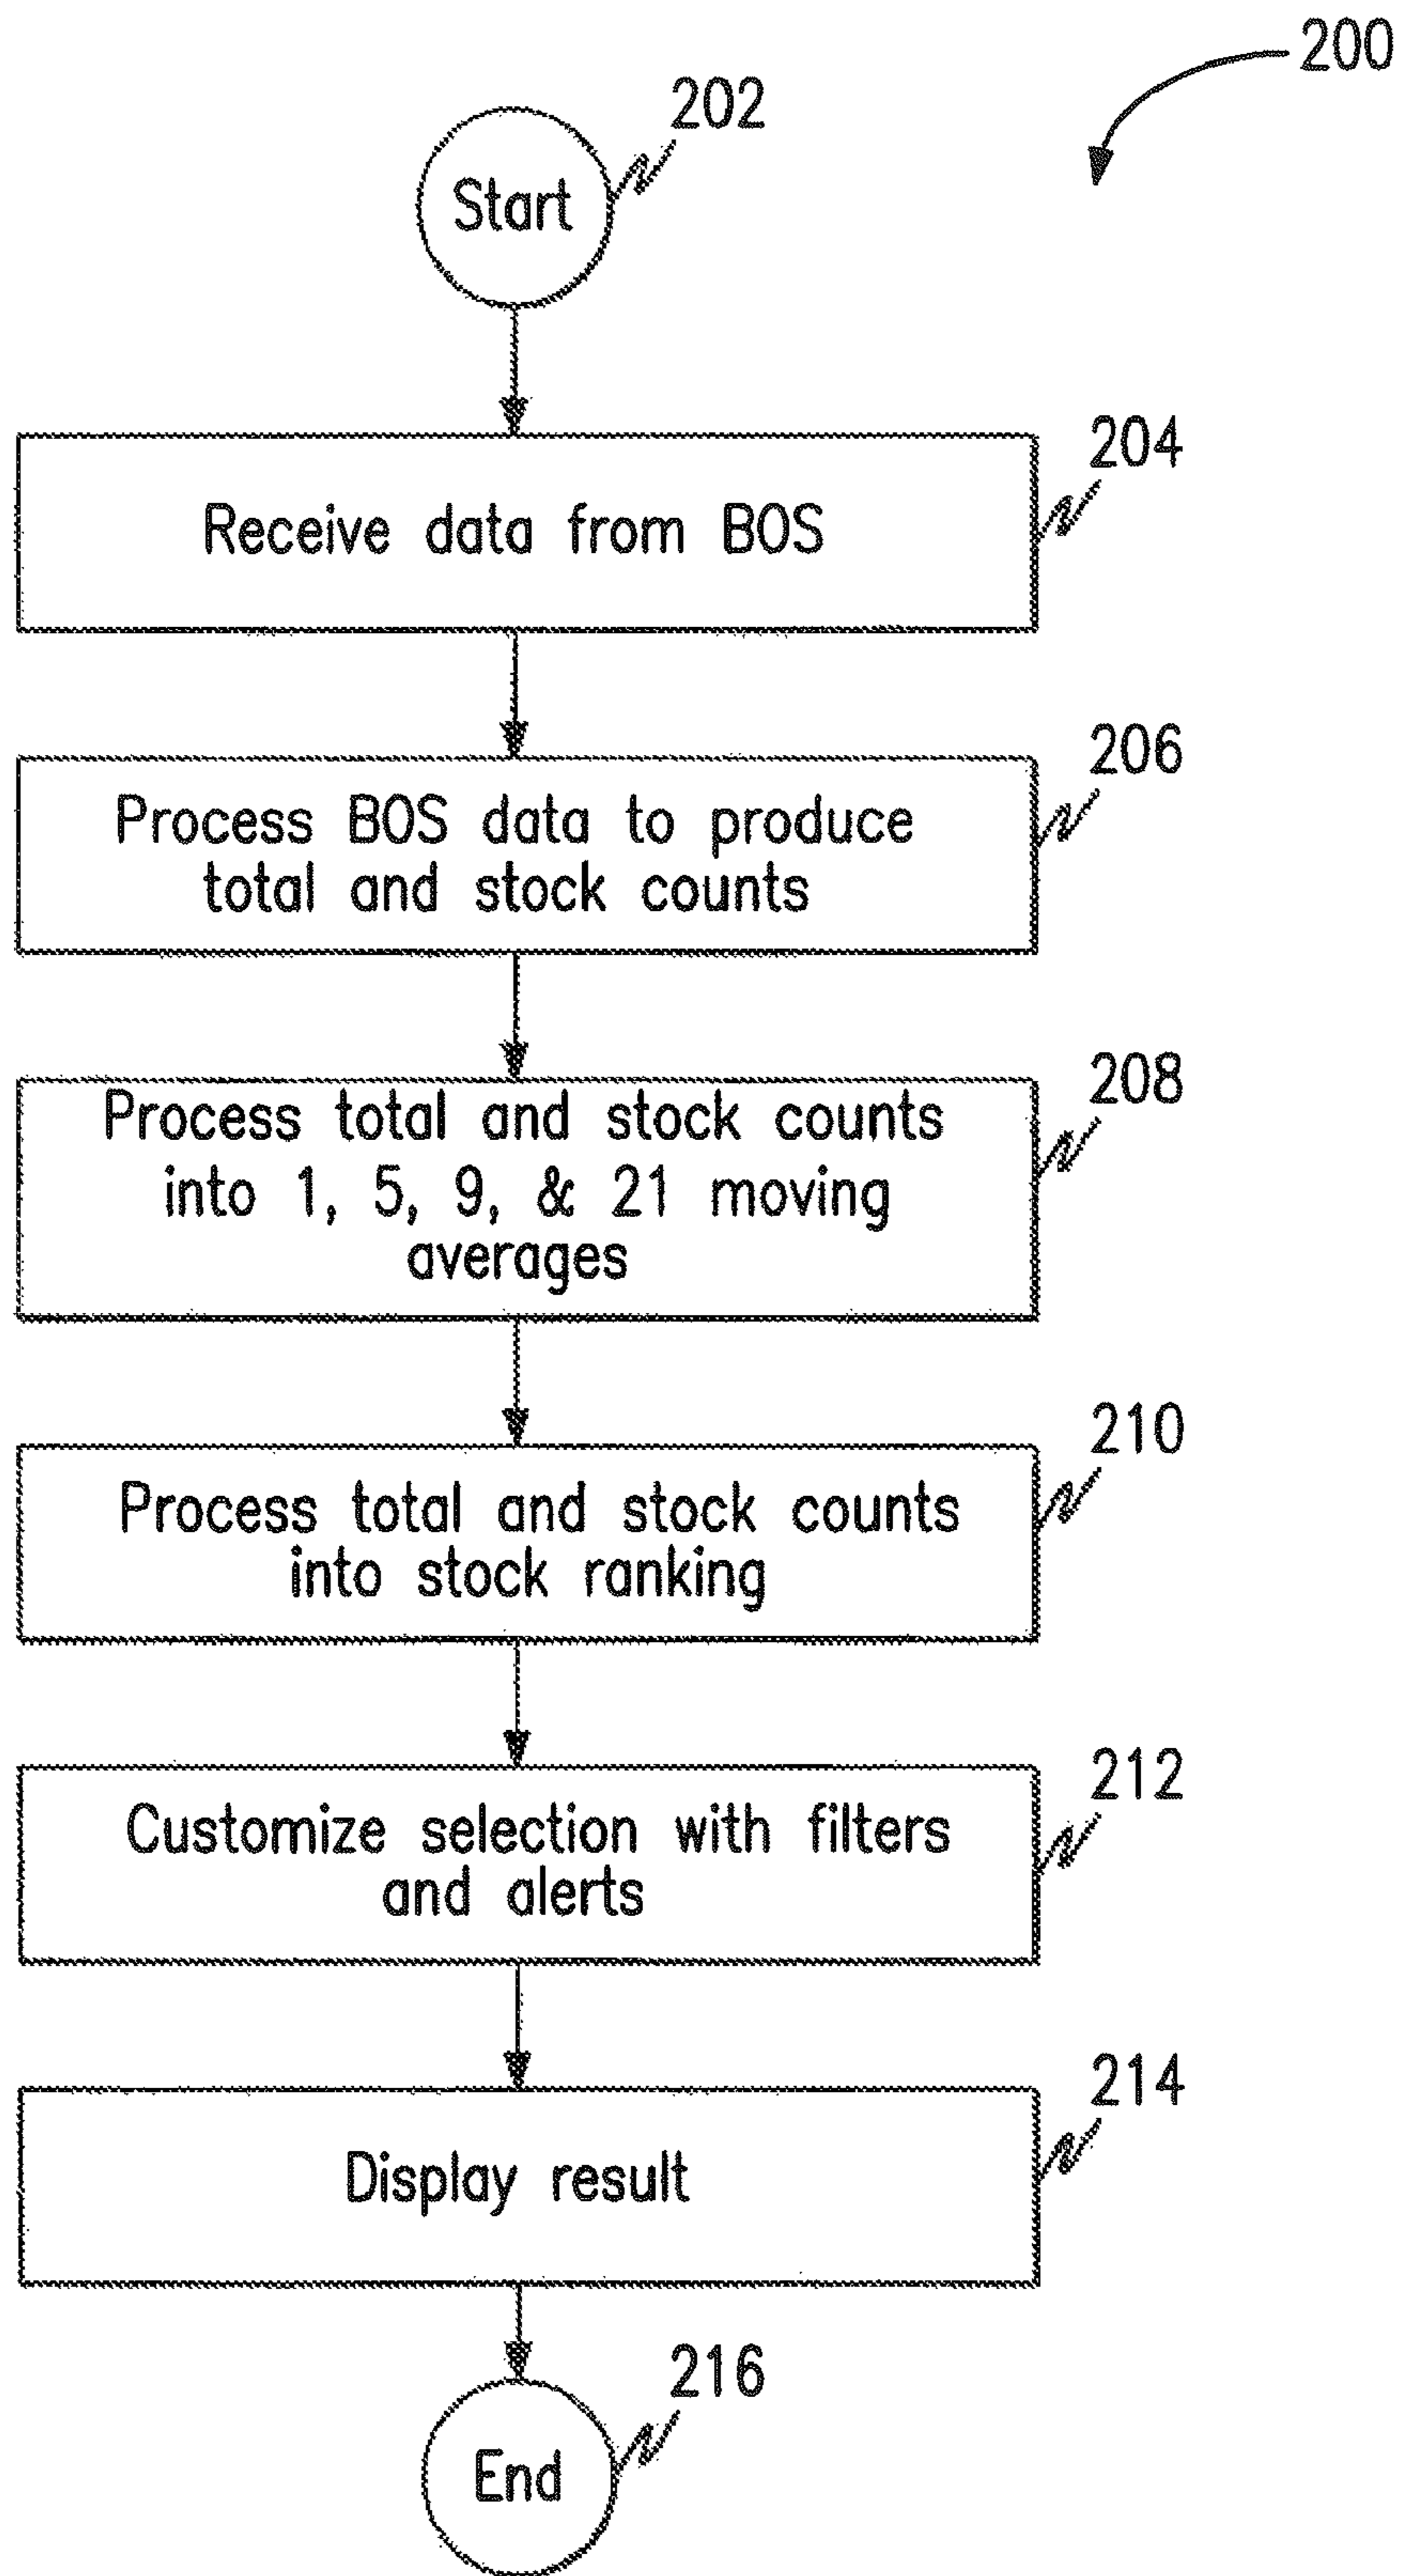 200
202
Start
204
Receive data from BOS
206
Process BOS data to produce
total and stock counts
208
Process total and stock counts
into 1, 5, 9, & 21 moving
averages
210
Process total and stock counts
into stock ranking
212
Customize selection with filters
and alerts
214
Display result
216
End